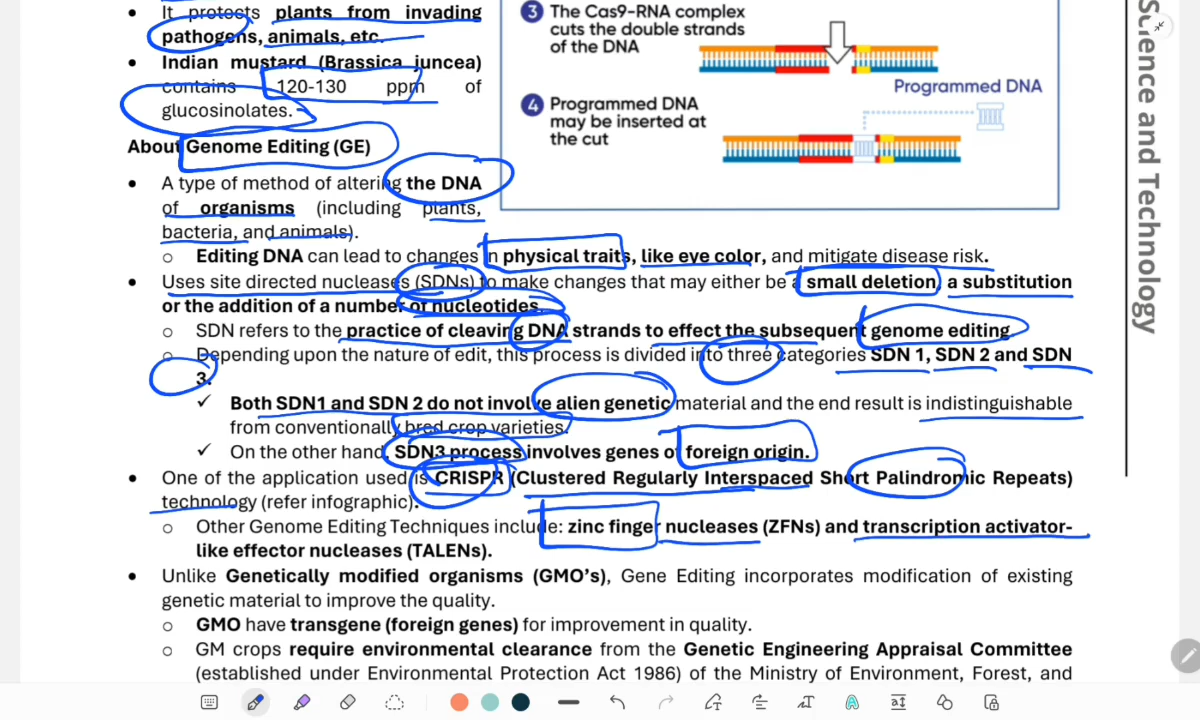 • It protects plants from invading
pathogens, animals, etc.
• Indian mustard (Brassica juncea)
contains 120-130 ppm of
glucosinolates.
About Genome Editing (GE)
• A type of method of altering the DNA
of organisms (including plants,
bacteria, and animals).
3 The Cas9-RNA complex
cuts the double strands
of the DNA
Programmed DNA
4 Programmed DNA
may be inserted at
the cut
○ Editing DNA can lead to changes in physical traits, like eye color, and mitigate disease risk.
• Uses site directed nucleases (SDNs) to make changes that may either be a small deletion, a substitution
or the addition of a number of nucleotides.
○ SDN refers to the practice of cleaving DNA strands to effect the subsequent genome editing.
○ Depending upon the nature of edit, this process is divided into three categories SDN 1, SDN 2 and SDN
3.
✓ Both SDN1 and SDN 2 do not involve alien genetic material and the end result is indistinguishable
from conventionally bred crop varieties.
✓ On the other hand, SDN3 process involves genes of foreign origin.
• One of the application used is CRISPR (Clustered Regularly Interspaced Short Palindromic Repeats)
technology (refer infographic).
○ Other Genome Editing Techniques include: zinc finger nucleases (ZFNs) and transcription activator-
like effector nucleases (TALENs).
• Unlike Genetically modified organisms (GMO's), Gene Editing incorporates modification of existing
genetic material to improve the quality.
○ GMO have transgene (foreign genes) for improvement in quality.
○ GM crops require environmental clearance from the Genetic Engineering Appraisal Committee
(established under Environmental Protection Act 1986) of the Ministry of Environment, Forest, and
Science and Technology